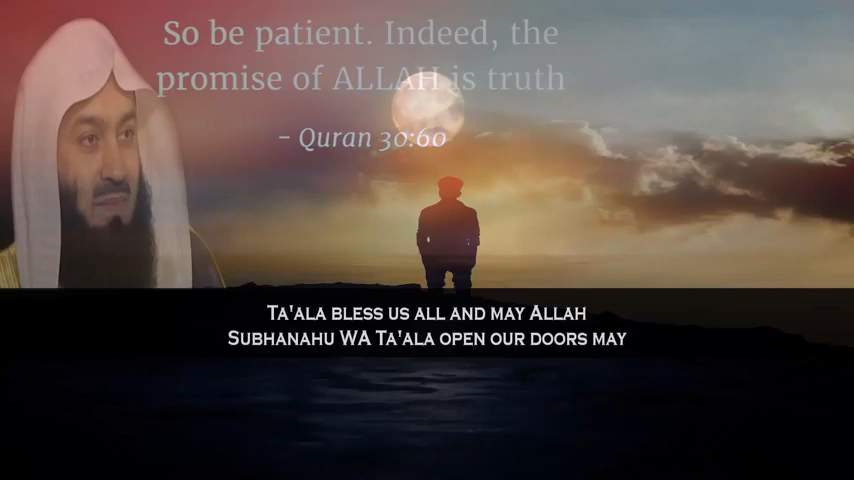 So be patient. Indeed, the
promise of ALLAH is truth
- Quran 30:60
TA'ALA BLESS US ALL AND MAY ALLAH
SUBHANAHU WA TA'ALA OPEN OUR DOORS MAY